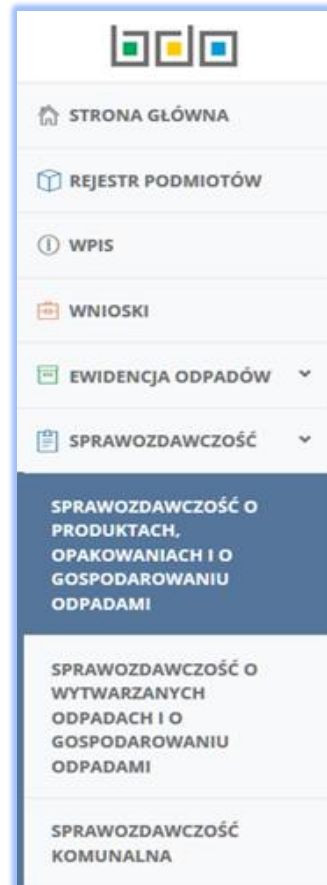 bdo
STRONA GŁÓWNA
REJESTR PODMIOTÓW
WPIS
WNIOSKI
EWIDENCJA ODPADÓW
SPRAWOZDAWCZOŚĆ
SPRAWOZDAWCZOŚĆ O
PRODUKTACH,
OPAKOWANIACH I O
GOSPODAROWANIU
ODPADAMI
SPRAWOZDAWCZOŚĆ O
WYTWARZANYCH
ODPADACH I O
GOSPODAROWANIU
ODPADAMI
SPRAWOZDAWCZOŚĆ
KOMUNALNA